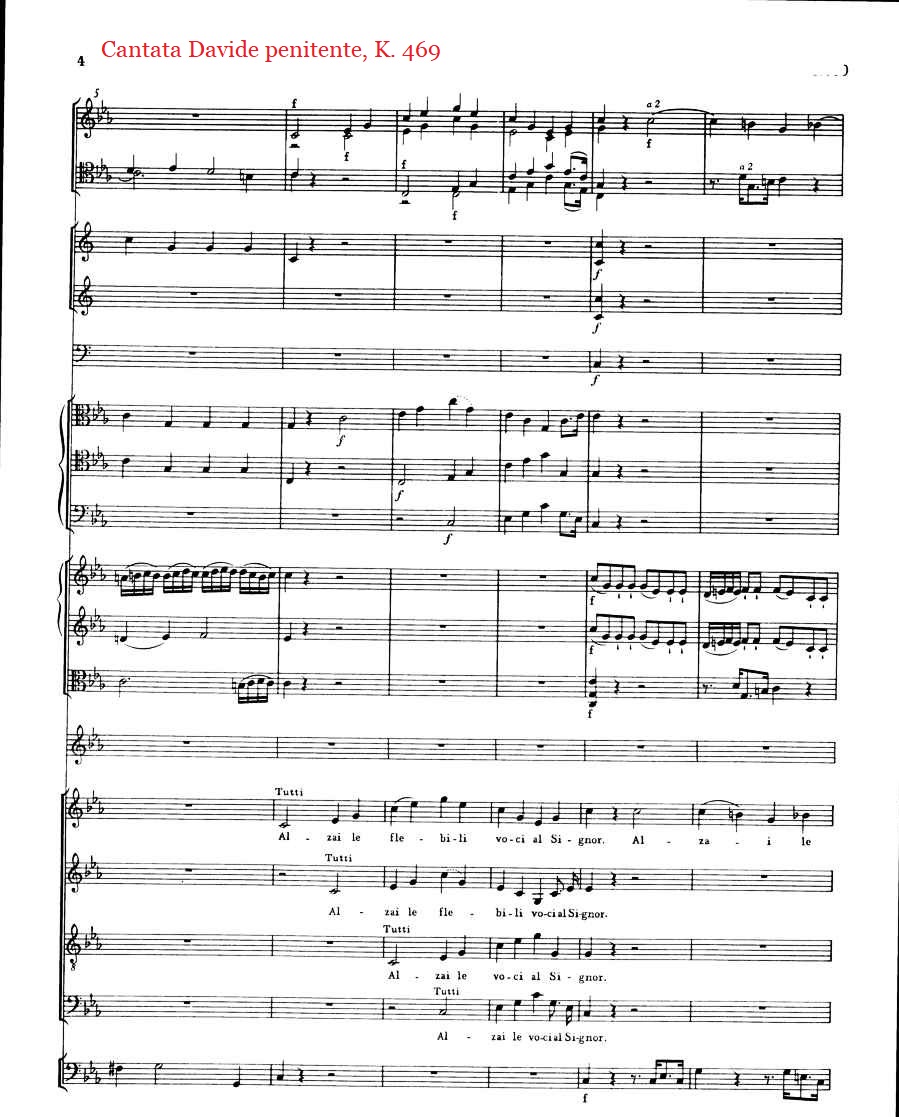 Cantata Davide penitente, K. 469
4
5
f
a 2
f
f
f
f
a 2
f
f
f
f
f
f
f
f
f
Tutti
Al - zai le fle - bi - li vo - ci al Si - gnor. Al - za - i le
Tutti
Al - zai le fle - bi - li vo-ci al Si-gnor.
Tutti
8
Al - zai le vo - ci al Si - gnor.
Tutti
Al - zai le vo-ci al Si-gnor.
f